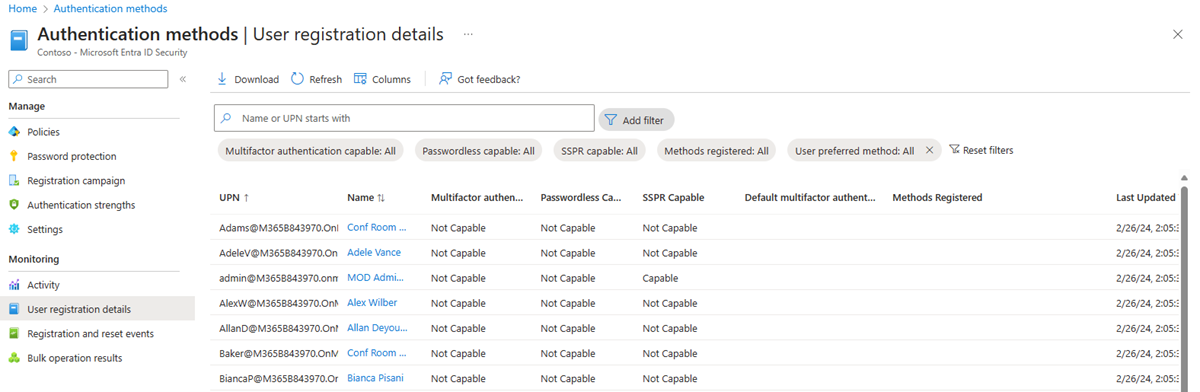 Home > Authentication methods
Authentication methods | User registration details ...
Contoso - Microsoft Entra ID Security
Search «
Manage
Policies
Password protection
Registration campaign
Authentication strengths
Settings
Monitoring
Activity
User registration details
Registration and reset events
Bulk operation results
Download Refresh Columns Got feedback?
Name or UPN starts with Add filter
Multifactor authentication capable: All Passwordless capable: All SSPR capable: All Methods registered: All User preferred method: All × Reset filters
UPN ↑ Name ↑↓ Multifactor authen... Passwordless Ca... SSPR Capable Default multifactor authent... Methods Registered Last Updated
Adams@M365B843970.OnM Conf Room ... Not Capable Not Capable Not Capable 2/26/24, 2:05:3
AdeleV@M365B843970.OnM Adele Vance Not Capable Not Capable Not Capable 2/26/24, 2:05:3
admin@M365B843970.onm MOD Admi... Not Capable Not Capable Capable 2/26/24, 2:05:3
AlexW@M365B843970.OnM Alex Wilber Not Capable Not Capable Not Capable 2/26/24, 2:05:3
AllanD@M365B843970.OnM Allan Deyou... Not Capable Not Capable Not Capable 2/26/24, 2:05:3
Baker@M365B843970.OnM Conf Room ... Not Capable Not Capable Not Capable 2/26/24, 2:05:3
BiancaP@M365B843970.OnM Bianca Pisani Not Capable Not Capable Not Capable 2/26/24, 2:05:3